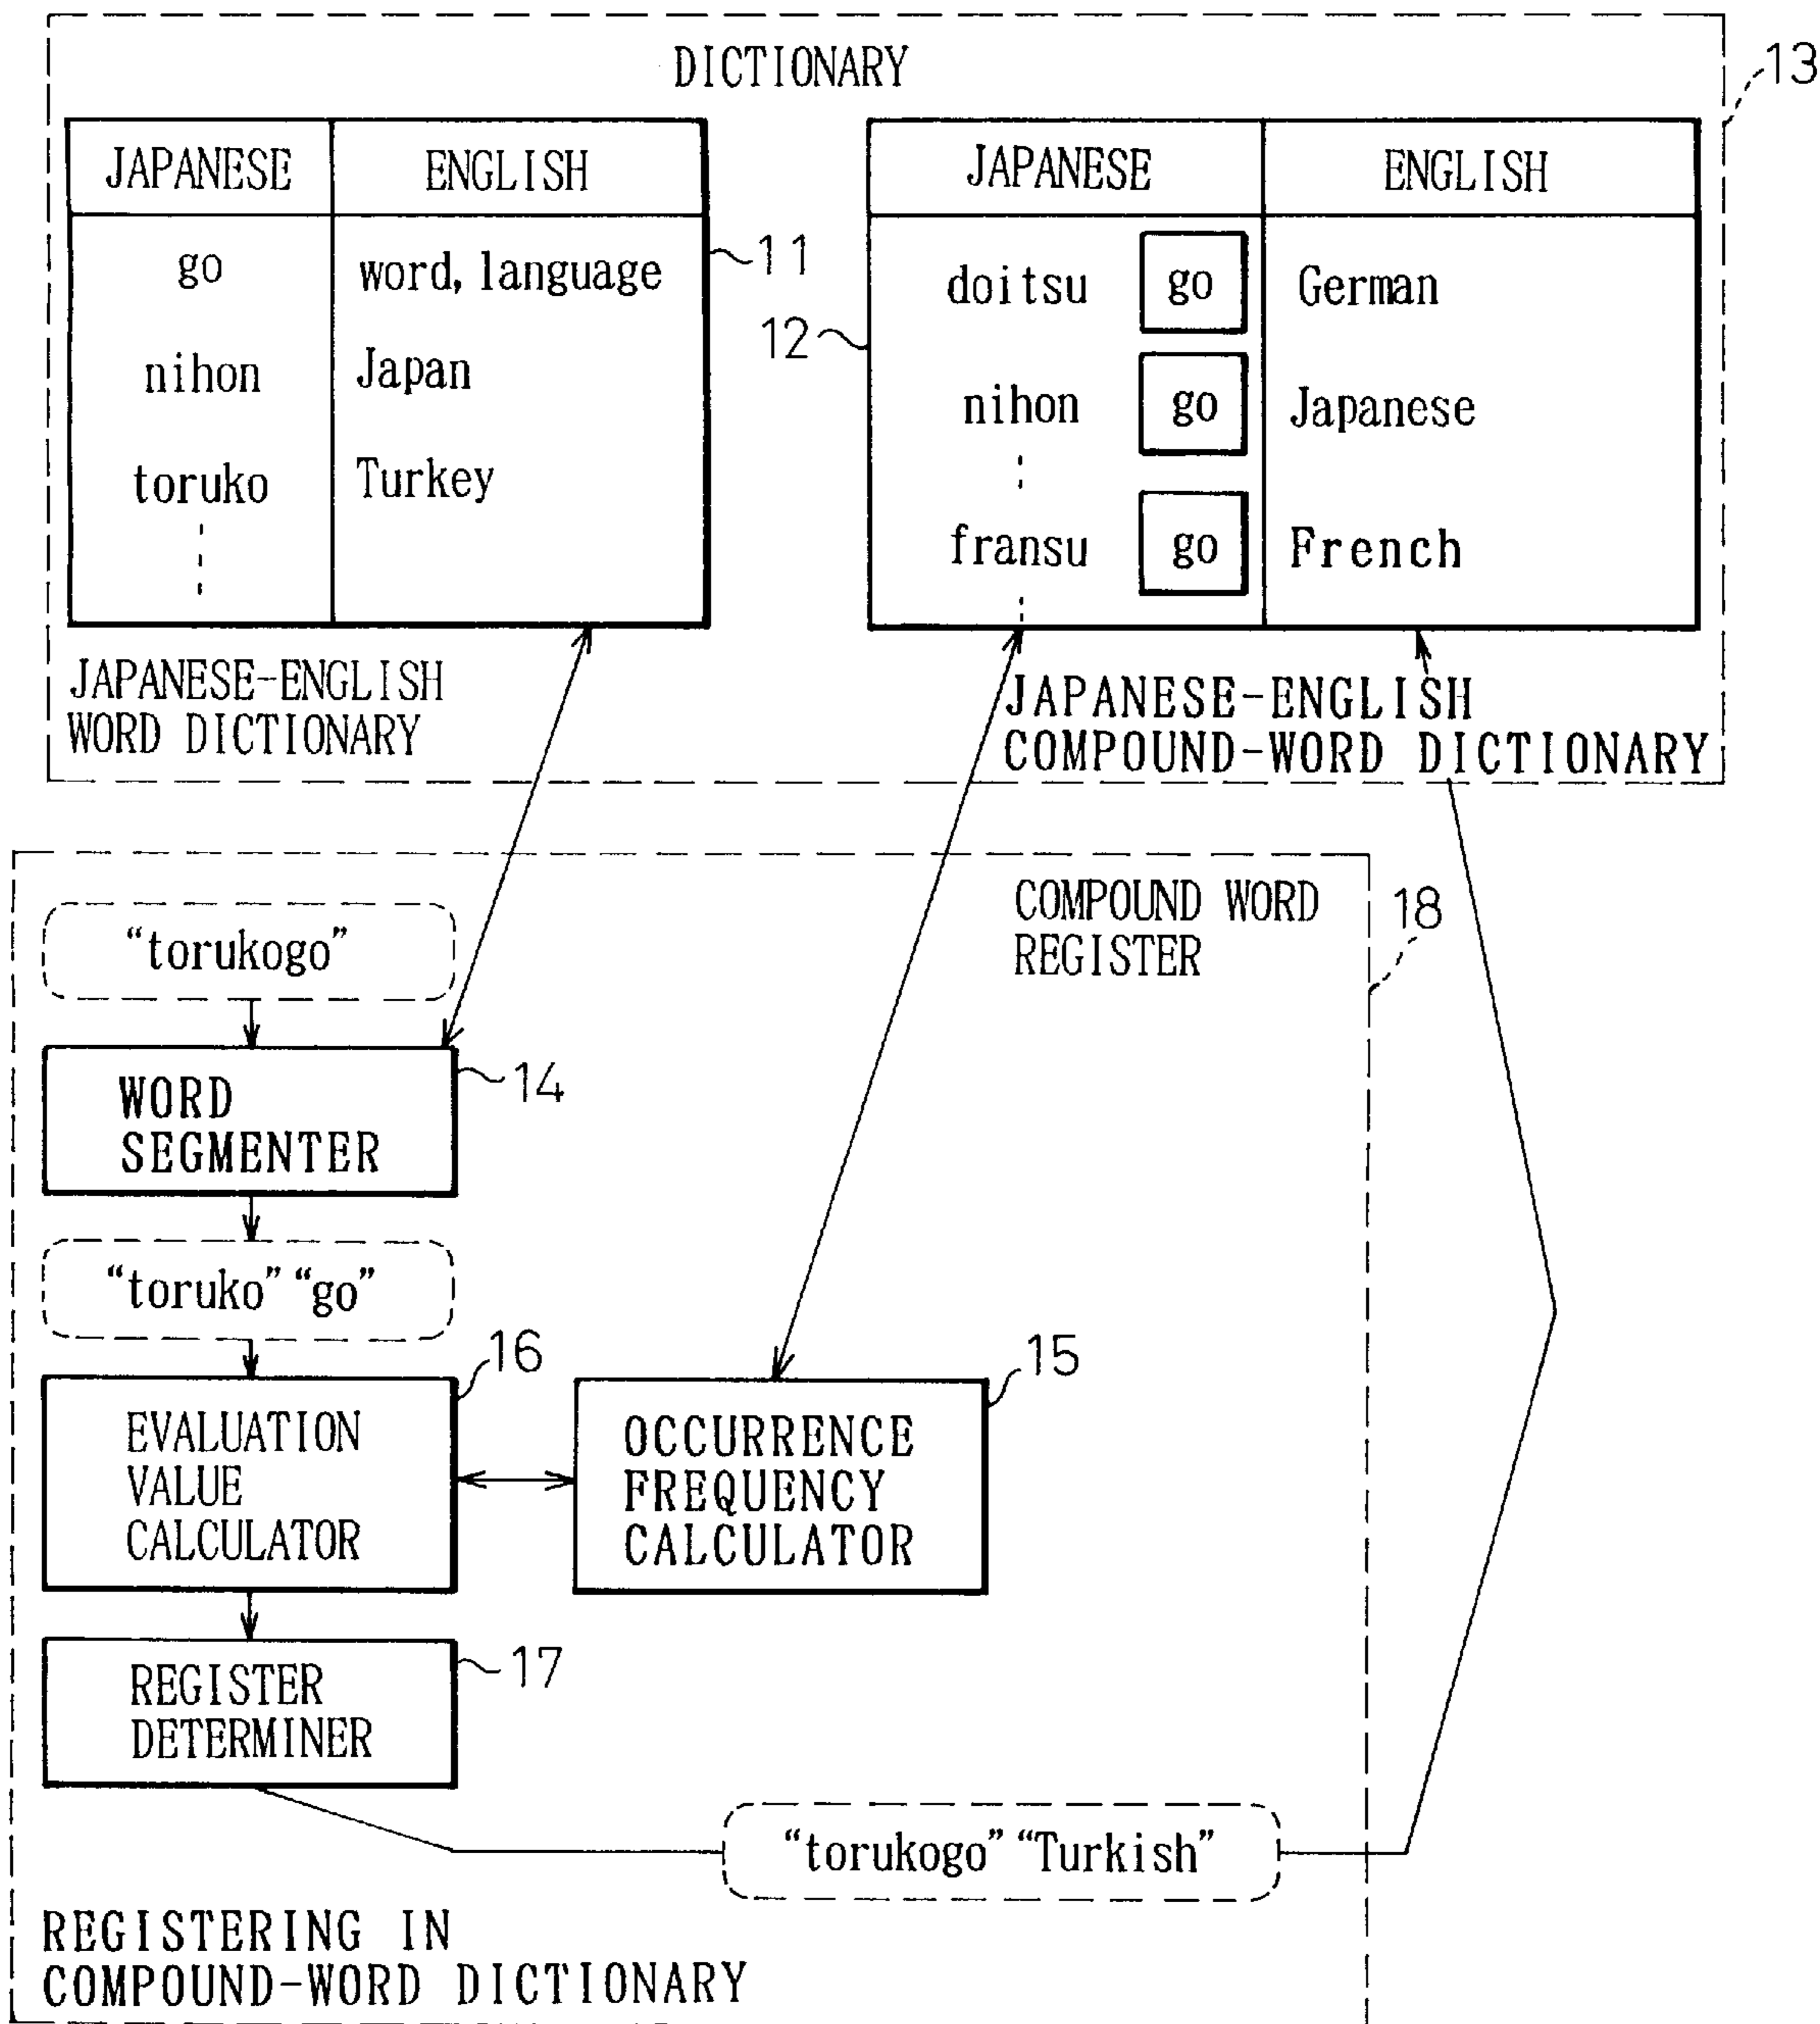 DICTIONARY
13
JAPANESE ENGLISH
go word, language
nihon Japan
toruko Turkey
11
JAPANESE-ENGLISH
WORD DICTIONARY
JAPANESE ENGLISH
doitsu go German
nihon go Japanese
fransu go French
12
JAPANESE-ENGLISH
COMPOUND-WORD DICTIONARY
COMPOUND WORD
REGISTER
18
“torukogo”
WORD
SEGMENTER
14
“toruko” “go”
EVALUATION
VALUE
CALCULATOR
16
OCCURRENCE
FREQUENCY
CALCULATOR
15
REGISTER
DETERMINER
17
“torukogo” “Turkish”
REGISTERING IN
COMPOUND-WORD DICTIONARY